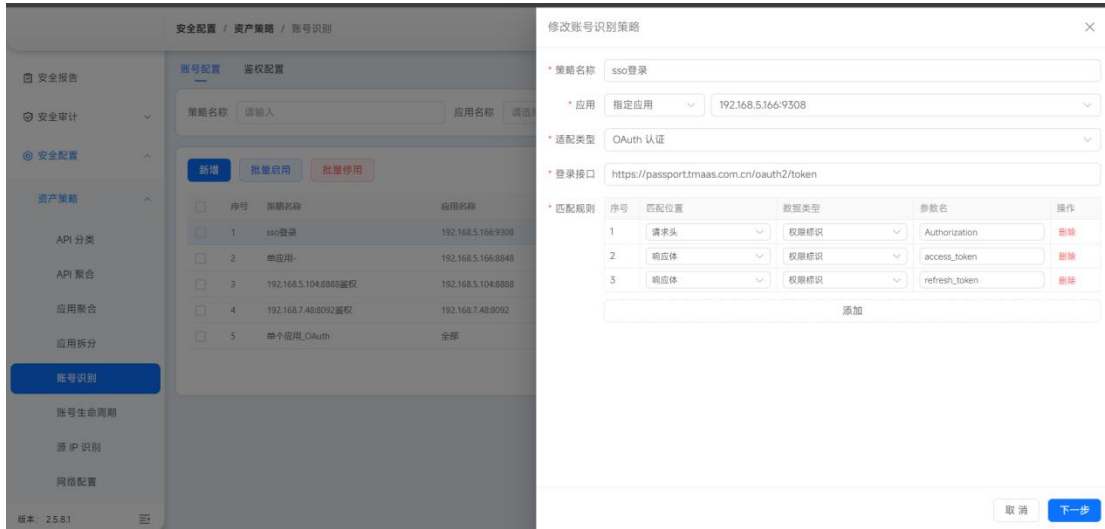 安全配置 / 资产策略 / 账号识别
安全报告
安全审计
安全配置
资产策略
API 分类
API 聚合
应用聚合
应用拆分
账号识别
账号生命周期
源 IP 识别
网络配置
版本: 2.5.8.1
账号配置 鉴权配置
策略名称 请输入 应用名称 请选择
新增 批量启用 批量停用
序号 策略名称 应用名称
1 sso登录 192.168.5.166:9308
2 单应用- 192.168.5.166:8848
3 192.168.5.104:8888鉴权 192.168.5.104:8888
4 192.168.7.48:8092鉴权 192.168.7.48:8092
5 单个应用_OAuth 全部
修改账号识别策略
* 策略名称 sso登录
* 应用 指定应用 192.168.5.166:9308
* 适配类型 OAuth 认证
* 登录接口 https://passport.tmaas.com.cn/oauth2/token
* 匹配规则 序号 匹配位置 数据类型 参数名 操作
1 请求头 权限标识 Authorization 删除
2 响应体 权限标识 access_token 删除
3 响应体 权限标识 refresh_token 删除
添加
取消 下一步